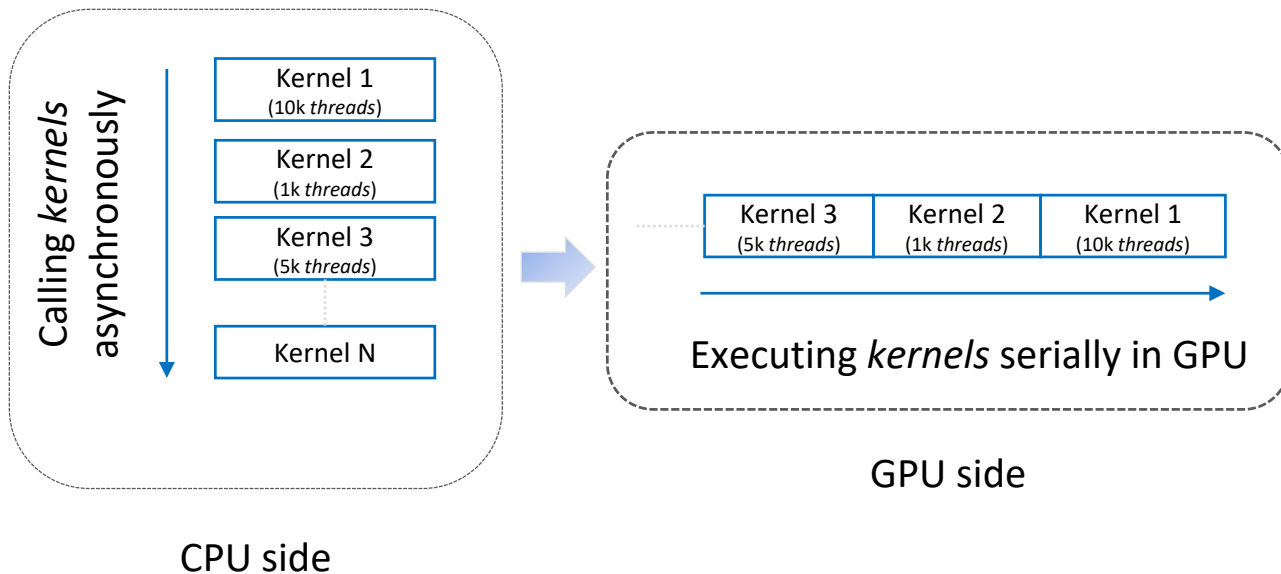 Calling kernels
asynchronously
Kernel 1
(10k threads)
Kernel 2
(1k threads)
Kernel 3
(5k threads)
Kernel N
CPU side
Kernel 3
(5k threads)
Kernel 2
(1k threads)
Kernel 1
(10k threads)
Executing kernels serially in GPU
GPU side